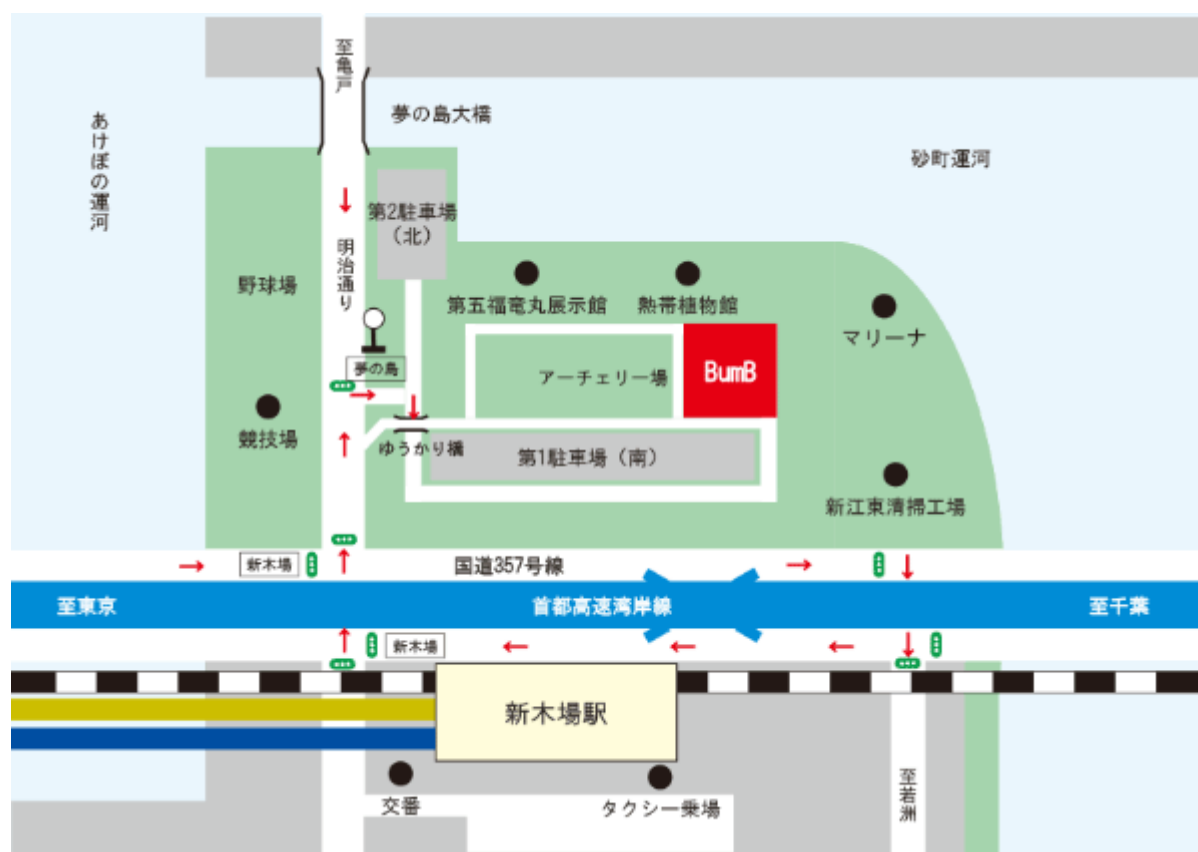 至亀戸
夢の島大橋
あけぼの運河
砂町運河
第2駐車場
（北）
明治通り
野球場
第五福竜丸展示館
熱帯植物館
マリーナ
夢の島
アーチェリー場
BumB
競技場
ゆうかり橋
第1駐車場（南）
新江東清掃工場
新木場
国道357号線
至東京
首都高速湾岸線
至千葉
新木場
新木場駅
交番
タクシー乗場
至若洲